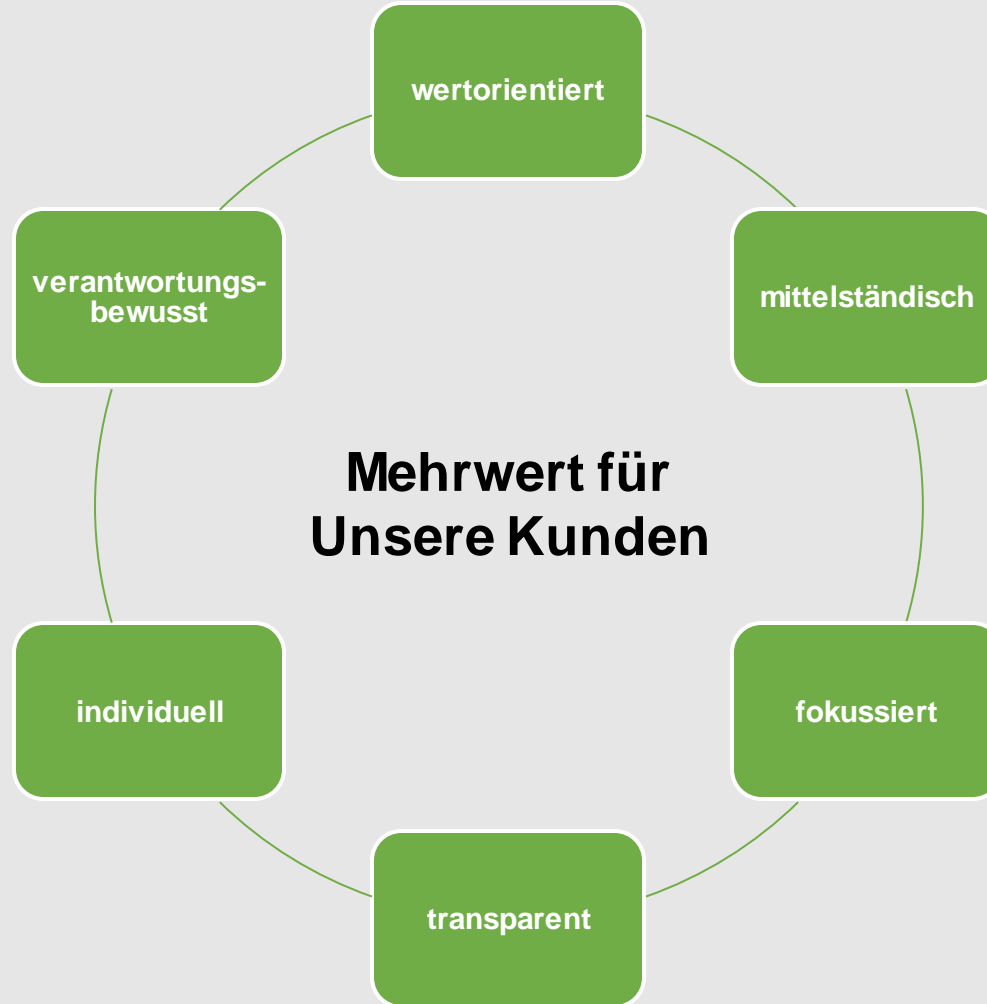 wertorientiert
verantwortungs-
bewusst
mittelständisch
Mehrwert für
Unsere Kunden
individuell
fokussiert
transparent